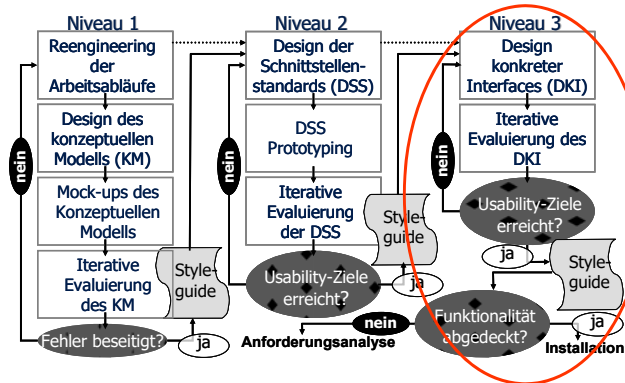 Niveau 1
Reengineering
der
Arbeitsabläufe
Design des
konzeptuellen
Modells (KM)
Mock-ups des
Konzeptuellen
Modells
Iterative
Evaluierung
des KM
Fehler beseitigt?
nein
ja
Style-
guide
Niveau 2
Design der
Schnittstellen-
standards (DSS)
DSS
Prototyping
Iterative
Evaluierung
der DSS
Usability-Ziele
erreicht?
nein
ja
Style-
guide
Niveau 3
Design
konkreter
Interfaces (DKI)
Iterative
Evaluierung des
DKI
Usability-Ziele
erreicht?
nein
ja
Style-
guide
Funktionalität
abgedeckt?
nein
Anforderungsanalyse
ja
Installation